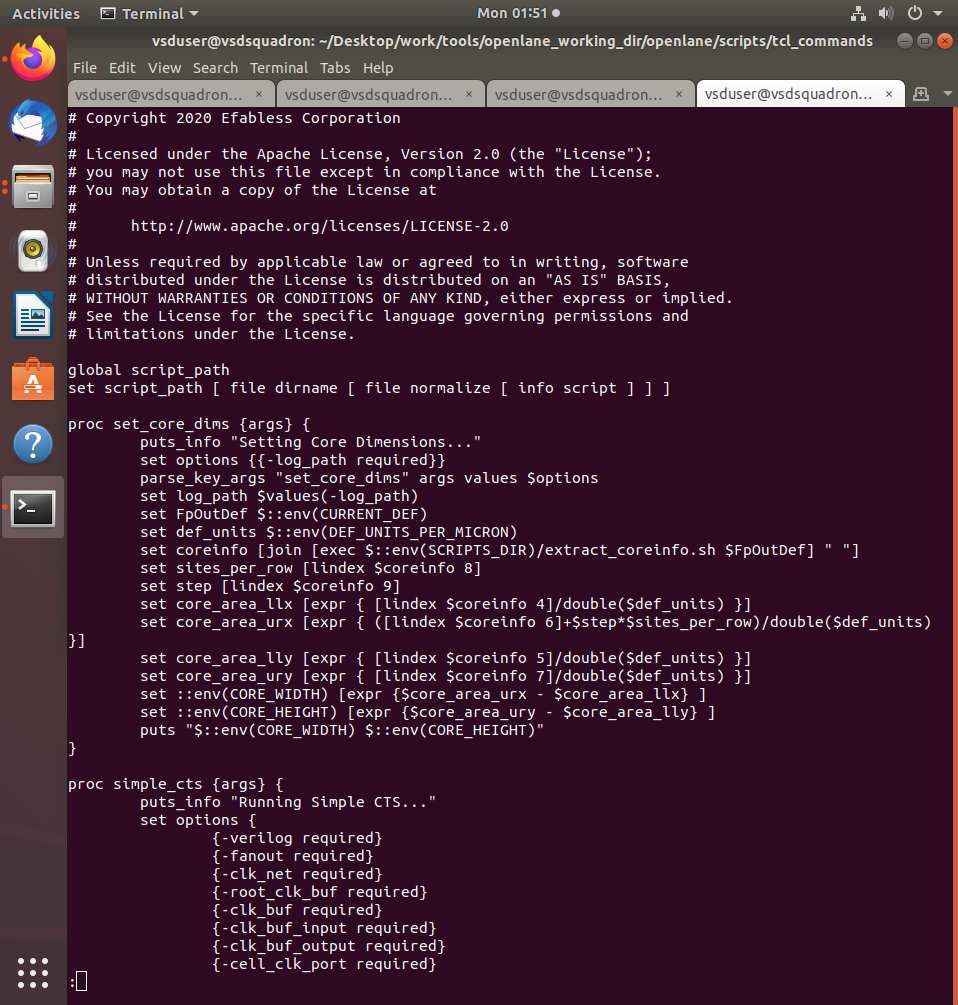 Activities Terminal Mon 01:51
vsduser@vsdsquadron: ~/Desktop/work/tools/openlane_working_dir/openlane/scripts/tcl_commands
File Edit View Search Terminal Tabs Help
vsduser@vsdsquadron... × vsduser@vsdsquadron... × vsduser@vsdsquadron... × vsduser@vsdsquadron... ×
# Copyright 2020 Efabless Corporation
#
# Licensed under the Apache License, Version 2.0 (the "License");
# you may not use this file except in compliance with the License.
# You may obtain a copy of the License at
#
#      http://www.apache.org/licenses/LICENSE-2.0
#
# Unless required by applicable law or agreed to in writing, software
# distributed under the License is distributed on an "AS IS" BASIS,
# WITHOUT WARRANTIES OR CONDITIONS OF ANY KIND, either express or implied.
# See the License for the specific language governing permissions and
# limitations under the License.

global script_path
set script_path [ file dirname [ file normalize [ info script ] ] ]

proc set_core_dims {args} {
        puts_info "Setting Core Dimensions..."
        set options {{-log_path required}}
        parse_key_args "set_core_dims" args values $options
        set log_path $values(-log_path)
        set FpOutDef $::env(CURRENT_DEF)
        set def_units $::env(DEF_UNITS_PER_MICRON)
        set coreinfo [join [exec $::env(SCRIPTS_DIR)/extract_coreinfo.sh $FpOutDef] " "]
        set sites_per_row [lindex $coreinfo 8]
        set step [lindex $coreinfo 9]
        set core_area_llx [expr { [lindex $coreinfo 4]/double($def_units) }]
        set core_area_urx [expr { ([lindex $coreinfo 6]+$step*$sites_per_row)/double($def_units)
}]
        set core_area_lly [expr { [lindex $coreinfo 5]/double($def_units) }]
        set core_area_ury [expr { [lindex $coreinfo 7]/double($def_units) }]
        set ::env(CORE_WIDTH) [expr {$core_area_urx - $core_area_llx} ]
        set ::env(CORE_HEIGHT) [expr {$core_area_ury - $core_area_lly} ]
        puts "$::env(CORE_WIDTH) $::env(CORE_HEIGHT)"
}

proc simple_cts {args} {
        puts_info "Running Simple CTS..."
        set options {
                {-verilog required}
                {-fanout required}
                {-clk_net required}
                {-root_clk_buf required}
                {-clk_buf required}
                {-clk_buf_input required}
                {-clk_buf_output required}
                {-cell_clk_port required}
: